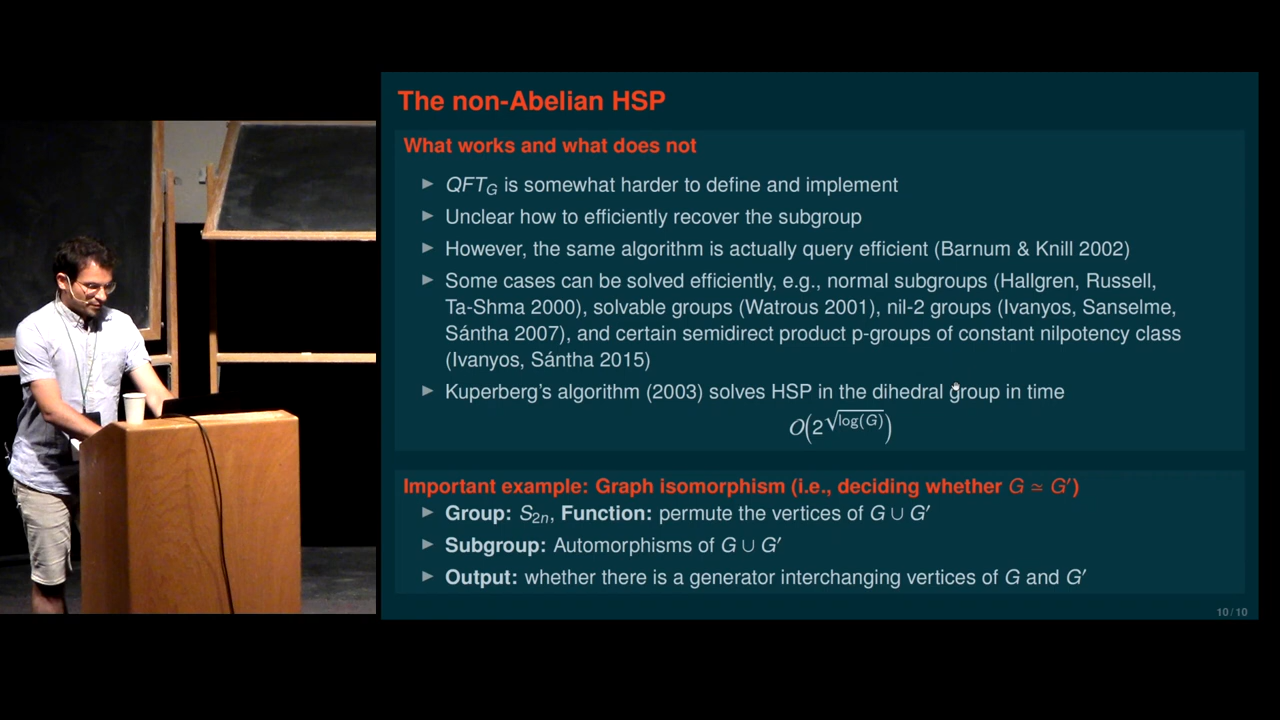 The non-Abelian HSP
What works and what does not
► QFT_G is somewhat harder to define and implement
► Unclear how to efficiently recover the subgroup
► However, the same algorithm is actually query efficient (Barnum & Knill 2002)
► Some cases can be solved efficiently, e.g., normal subgroups (Hallgren, Russell,
Ta-Shma 2000), solvable groups (Watrous 2001), nil-2 groups (Ivanyos, Sanselme,
Sántha 2007), and certain semidirect product p-groups of constant nilpotency class
(Ivanyos, Sántha 2015)
► Kuperberg's algorithm (2003) solves HSP in the dihedral group in time
O(2^√log(G))
Important example: Graph isomorphism (i.e., deciding whether G ≃ G′)
► Group: S₂ₙ, Function: permute the vertices of G ∪ G′
► Subgroup: Automorphisms of G ∪ G′
► Output: whether there is a generator interchanging vertices of G and G′
10 / 10